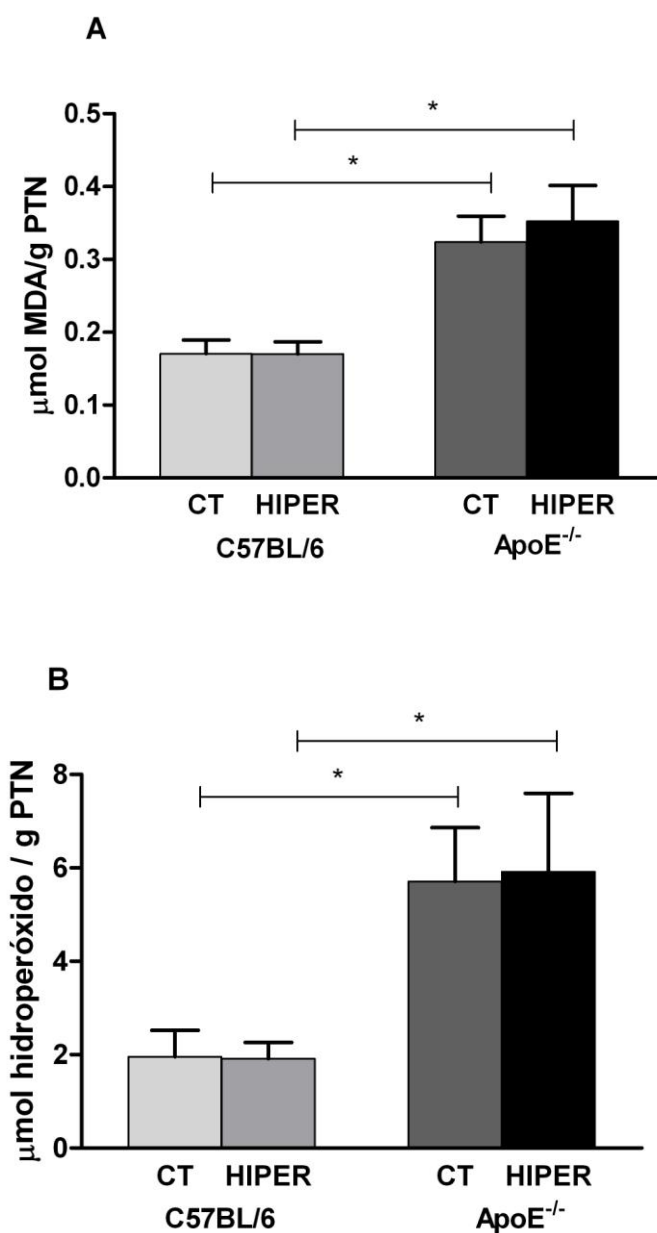 A
μmol MDA/g PTN
0.5
0.4
0.3
0.2
0.1
0.0
*
*
CT HIPER CT HIPER
C57BL/6 ApoE-/-
B
μmol hidroperóxido / g PTN
8
6
4
2
0
*
*
CT HIPER CT HIPER
C57BL/6 ApoE-/-